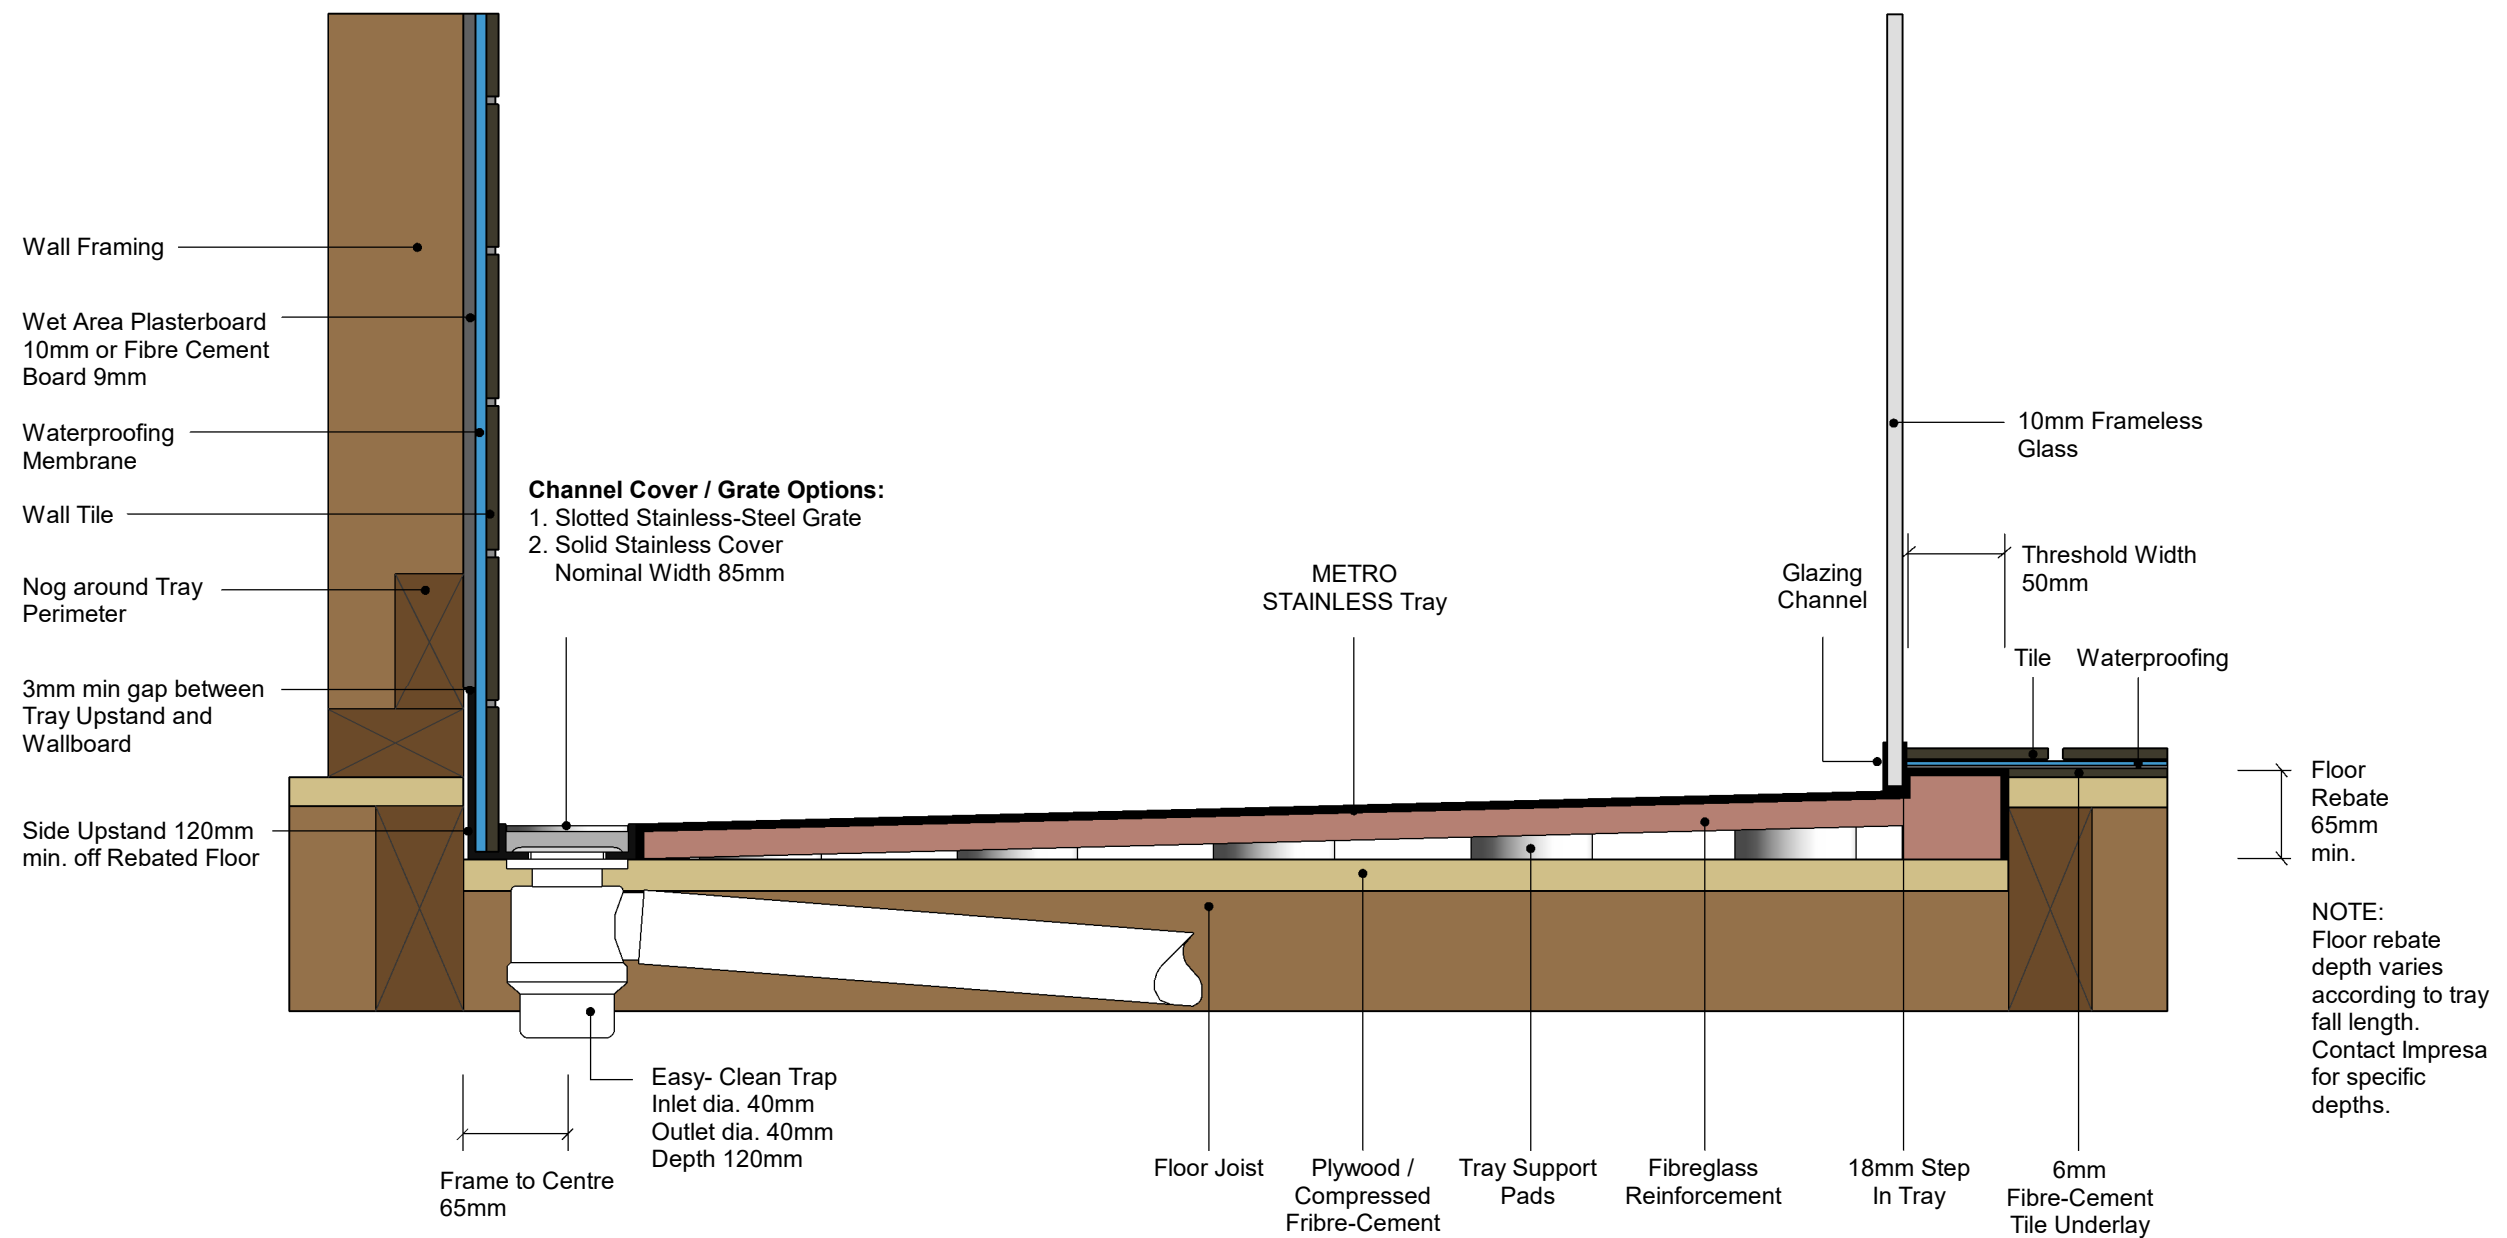 Wall Framing
Wet Area Plasterboard
10mm or Fibre Cement
Board 9mm
Waterproofing
Membrane
Wall Tile
Nog around Tray
Perimeter
3mm min gap between
Tray Upstand and
Wallboard
Side Upstand 120mm
min. off Rebated Floor
Channel Cover / Grate Options:
1. Slotted Stainless-Steel Grate
2. Solid Stainless Cover
Nominal Width 85mm
METRO
STAINLESS Tray
Glazing
Channel
10mm Frameless
Glass
Threshold Width
50mm
Tile
Waterproofing
Floor
Rebate
65mm
min.
NOTE:
Floor rebate
depth varies
according to tray
fall length.
Contact Impresa
for specific
depths.
Frame to Centre
65mm
Easy- Clean Trap
Inlet dia. 40mm
Outlet dia. 40mm
Depth 120mm
Floor Joist
Plywood /
Compressed
Fribre-Cement
Tray Support
Pads
Fibreglass
Reinforcement
18mm Step
In Tray
6mm
Fibre-Cement
Tile Underlay